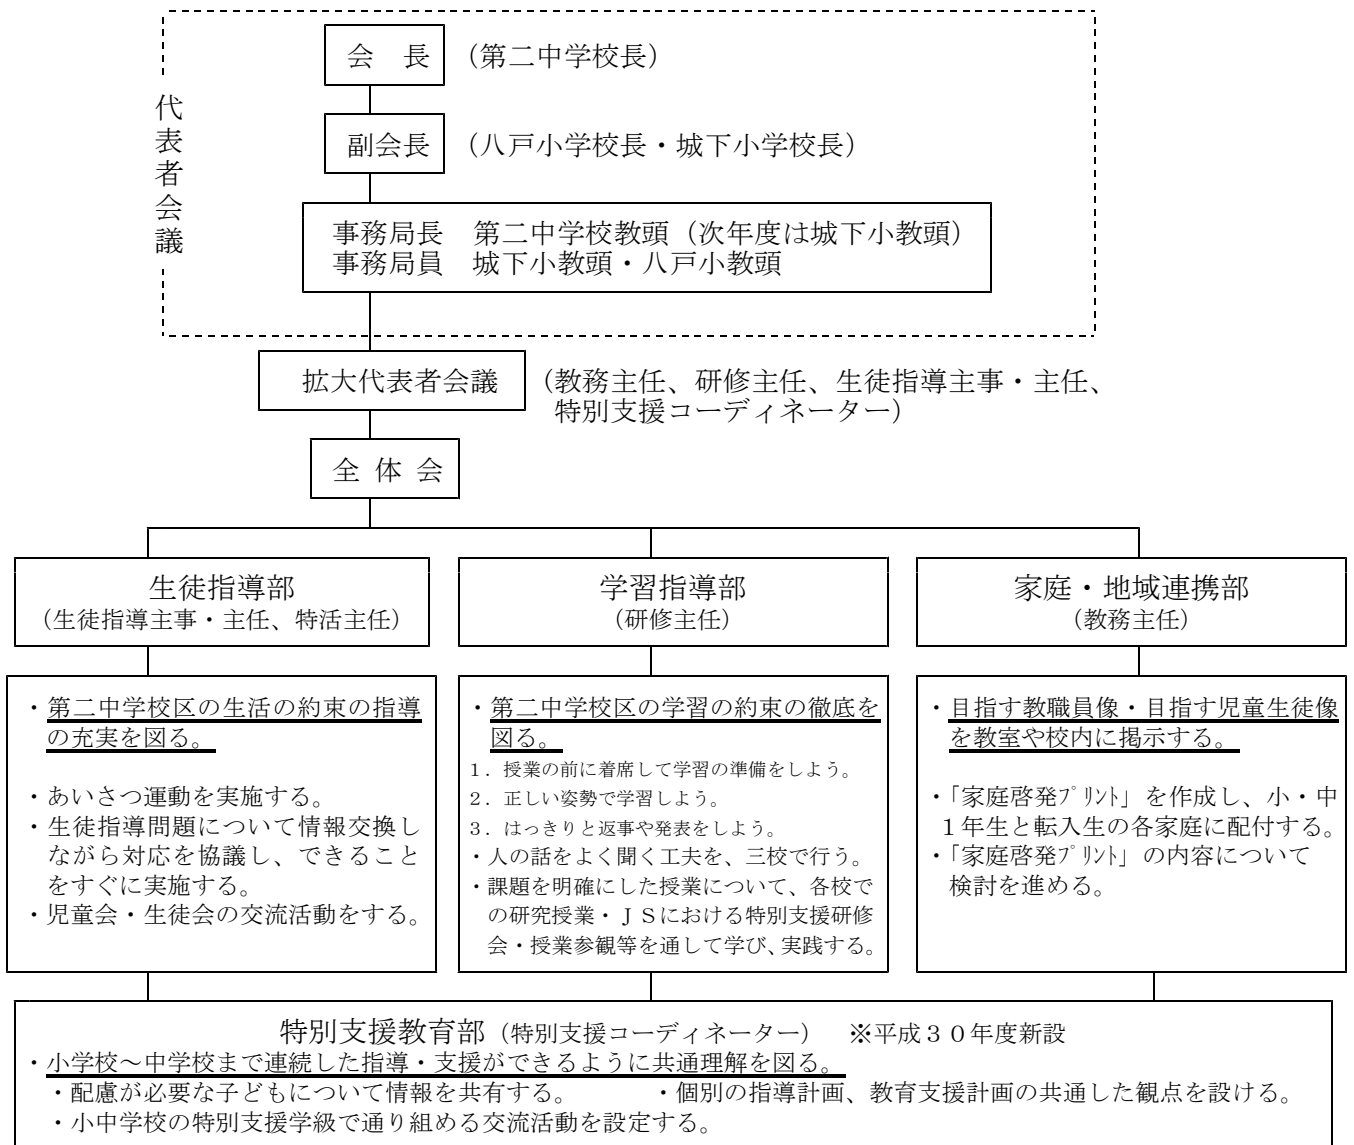 代表者会議
会　長 （第二中学校長）
副会長 （八戸小学校長・城下小学校長）
事務局長　第二中学校教頭（次年度は城下小教頭）
事務局員　城下小教頭・八戸小教頭
拡大代表者会議 （教務主任、研修主任、生徒指導主事・主任、
特別支援コーディネーター）
全 体 会
生徒指導部
（生徒指導主事・主任、特活主任）
・第二中学校区の生活の約束の指導
の充実を図る。
・あいさつ運動を実施する。
・生徒指導問題について情報交換し
ながら対応を協議し、できること
をすぐに実施する。
・児童会・生徒会の交流活動をする。
学習指導部
（研修主任）
・第二中学校区の学習の約束の徹底を
図る。
１．授業の前に着席して学習の準備をしよう。
２．正しい姿勢で学習しよう。
３．はっきりと返事や発表をしよう。
・人の話をよく聞く工夫を、三校で行う。
・課題を明確にした授業について、各校で
の研究授業・ＪＳにおける特別支援研修
会・授業参観等を通して学び、実践する。
家庭・地域連携部
（教務主任）
・目指す教職員像・目指す児童生徒像
を教室や校内に掲示する。
・「家庭啓発ﾌﾟﾘﾝﾄ」を作成し、小・中
１年生と転入生の各家庭に配付する。
・「家庭啓発ﾌﾟﾘﾝﾄ」の内容について
検討を進める。
特別支援教育部（特別支援コーディネーター）　※平成３０年度新設
・小学校～中学校まで連続した指導・支援ができるように共通理解を図る。
・配慮が必要な子どもについて情報を共有する。　　・個別の指導計画、教育支援計画の共通した観点を設ける。
・小中学校の特別支援学級で通り組める交流活動を設定する。